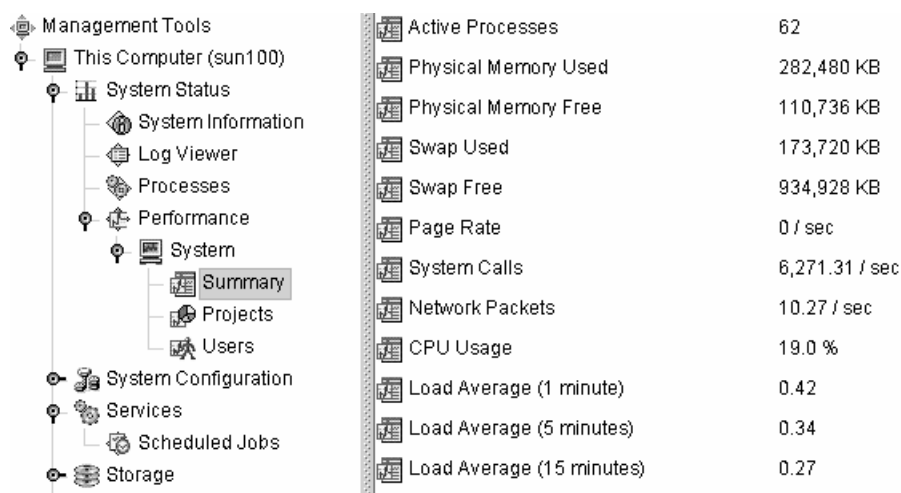 Management Tools
This Computer (sun100)
System Status
System Information
Log Viewer
Processes
Performance
System
Summary
Projects
Users
System Configuration
Services
Scheduled Jobs
Storage
Active Processes 62
Physical Memory Used 282,480 KB
Physical Memory Free 110,736 KB
Swap Used 173,720 KB
Swap Free 934,928 KB
Page Rate 0 / sec
System Calls 6,271.31 / sec
Network Packets 10.27 / sec
CPU Usage 19.0 %
Load Average (1 minute) 0.42
Load Average (5 minutes) 0.34
Load Average (15 minutes) 0.27